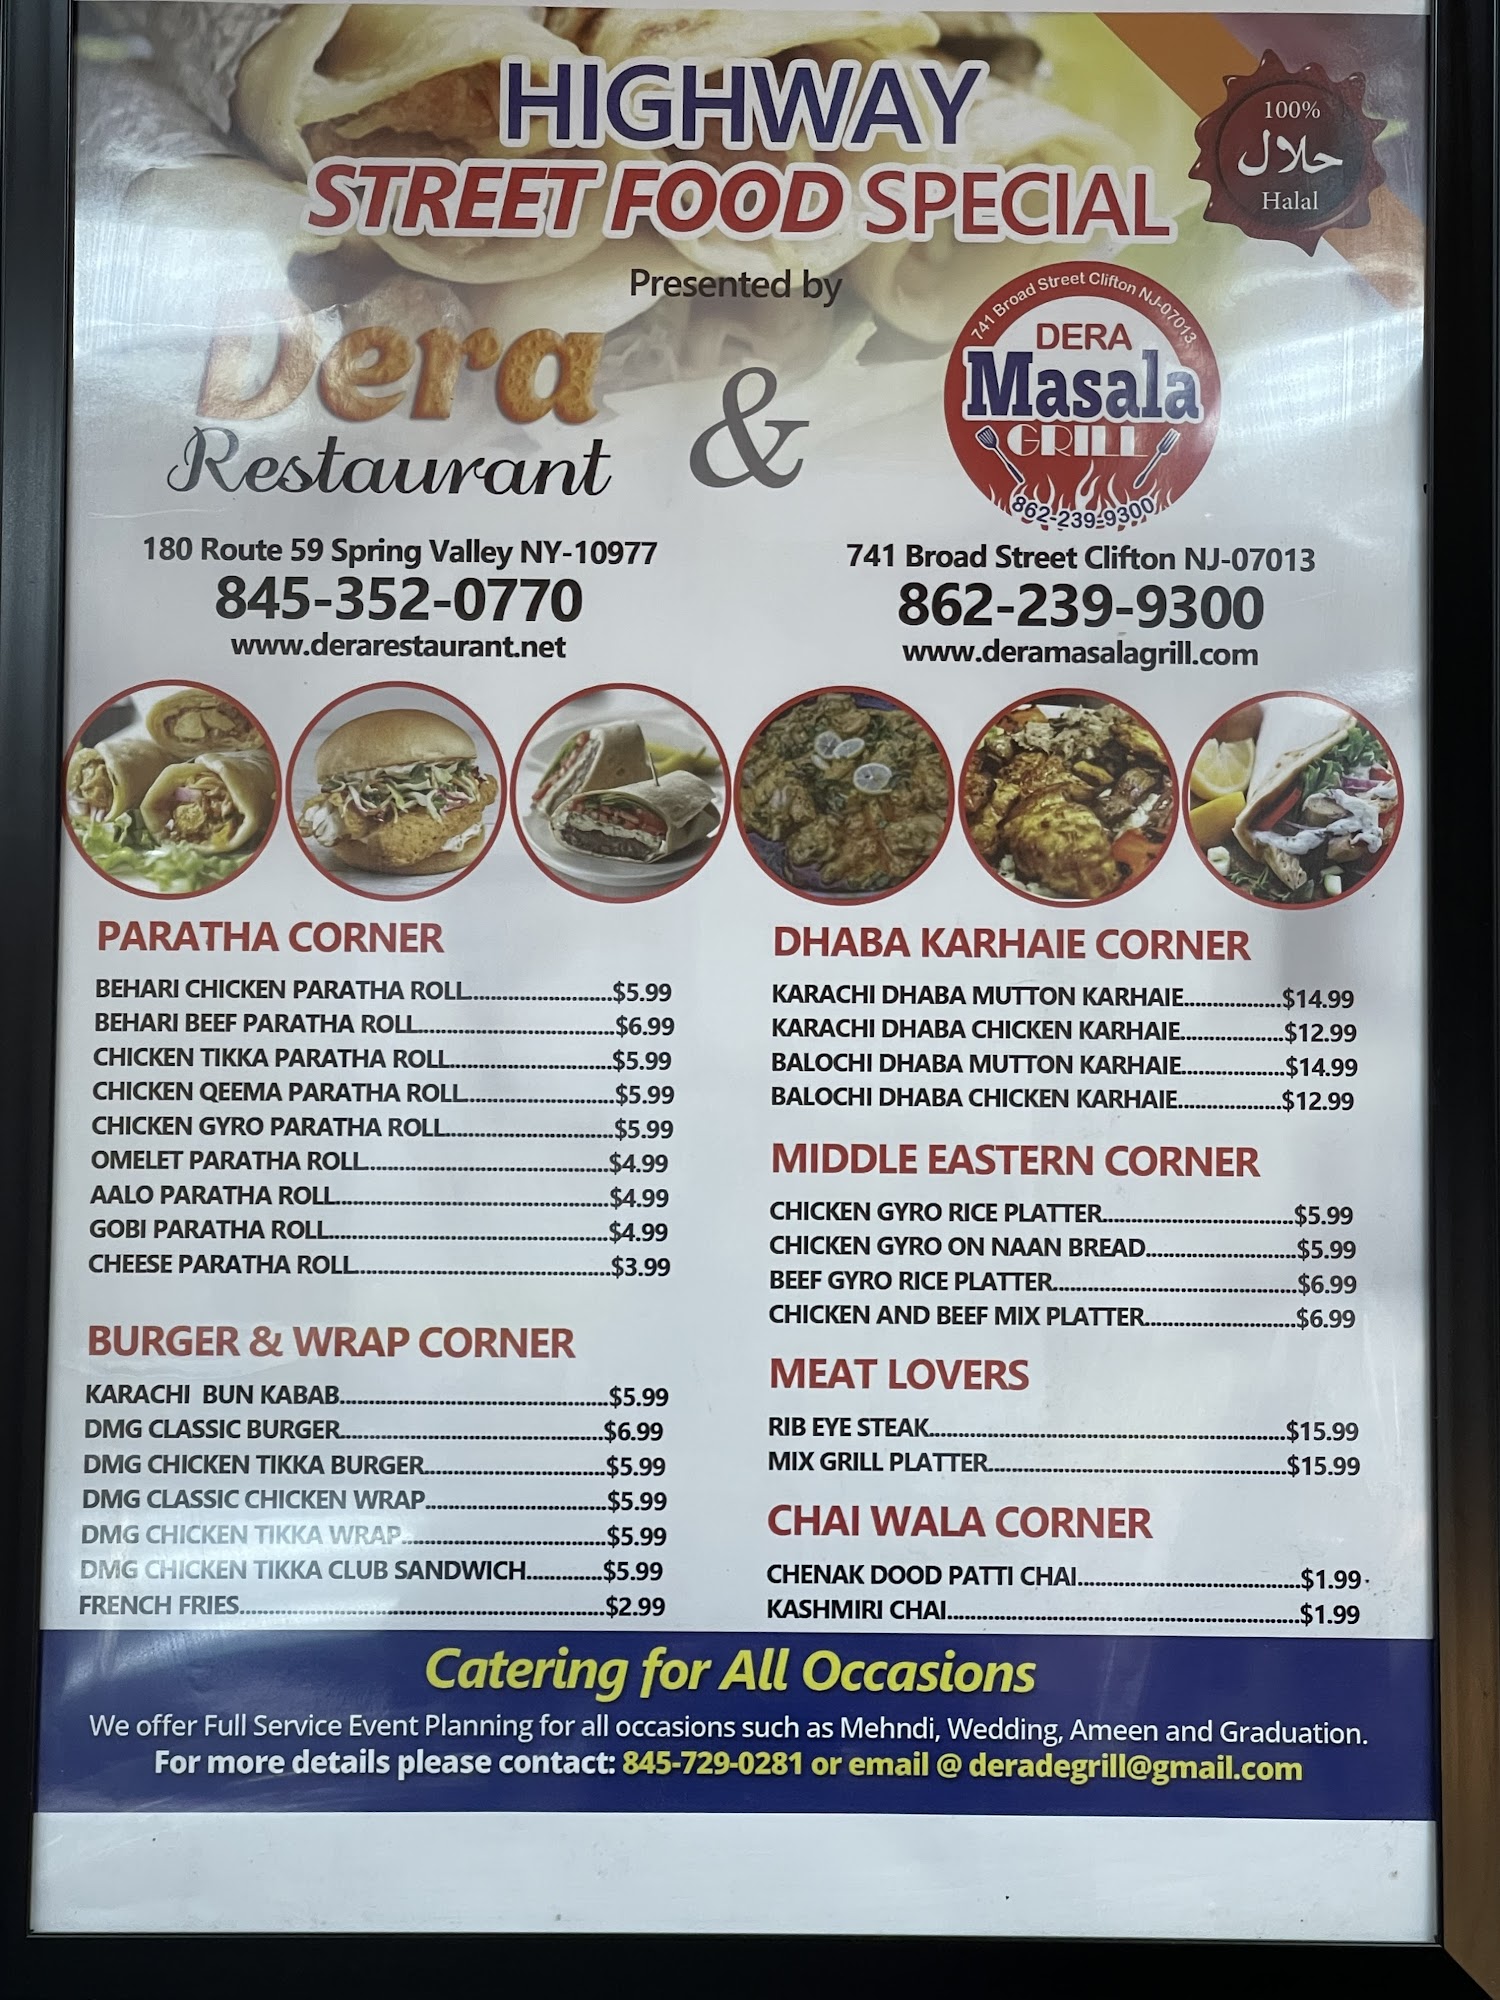 HIGHWAY
STREET FOOD SPECIAL
100%
حلال
Halal
Presented by
Dera
Restaurant
&
741 Broad Street Clifton NJ-07013
DERA
Masala
GRILL
862-239-9300
180 Route 59 Spring Valley NY-10977
845-352-0770
www.derarestaurant.net
741 Broad Street Clifton NJ-07013
862-239-9300
www.deramasalagrill.com
PARATHA CORNER
BEHARI CHICKEN PARATHA ROLL..........................$5.99
BEHARI BEEF PARATHA ROLL...................................$6.99
CHICKEN TIKKA PARATHA ROLL.............................$5.99
CHICKEN QEEMA PARATHA ROLL...........................$5.99
CHICKEN GYRO PARATHA ROLL..............................$5.99
OMELET PARATHA ROLL...........................................$4.99
AALO PARATHA ROLL.................................................$4.99
GOBI PARATHA ROLL..................................................$4.99
CHEESE PARATHA ROLL..............................................$3.99
BURGER & WRAP CORNER
KARACHI BUN KABAB................................................$5.99
DMG CLASSIC BURGER...............................................$6.99
DMG CHICKEN TIKKA BURGER................................$5.99
DMG CLASSIC CHICKEN WRAP................................$5.99
DMG CHICKEN TIKKA WRAP.....................................$5.99
DMG CHICKEN TIKKA CLUB SANDWICH.............$5.99
FRENCH FRIES.................................................................$2.99
DHABA KARHAIE CORNER
KARACHI DHABA MUTTON KARHAIE.................$14.99
KARACHI DHABA CHICKEN KARHAIE..................$12.99
BALOCHI DHABA MUTTON KARHAIE..................$14.99
BALOCHI DHABA CHICKEN KARHAIE..................$12.99
MIDDLE EASTERN CORNER
CHICKEN GYRO RICE PLATTER..................................$5.99
CHICKEN GYRO ON NAAN BREAD...........................$5.99
BEEF GYRO RICE PLATTER...........................................$6.99
CHICKEN AND BEEF MIX PLATTER...........................$6.99
MEAT LOVERS
RIB EYE STEAK...............................................................$15.99
MIX GRILL PLATTER.....................................................$15.99
CHAI WALA CORNER
CHENAK DOOD PATTI CHAI.......................................$1.99
KASHMIRI CHAI..............................................................$1.99
Catering for All Occasions
We offer Full Service Event Planning for all occasions such as Mehndi, Wedding, Ameen and Graduation.
For more details please contact: 845-729-0281 or email @ deradegrill@gmail.com